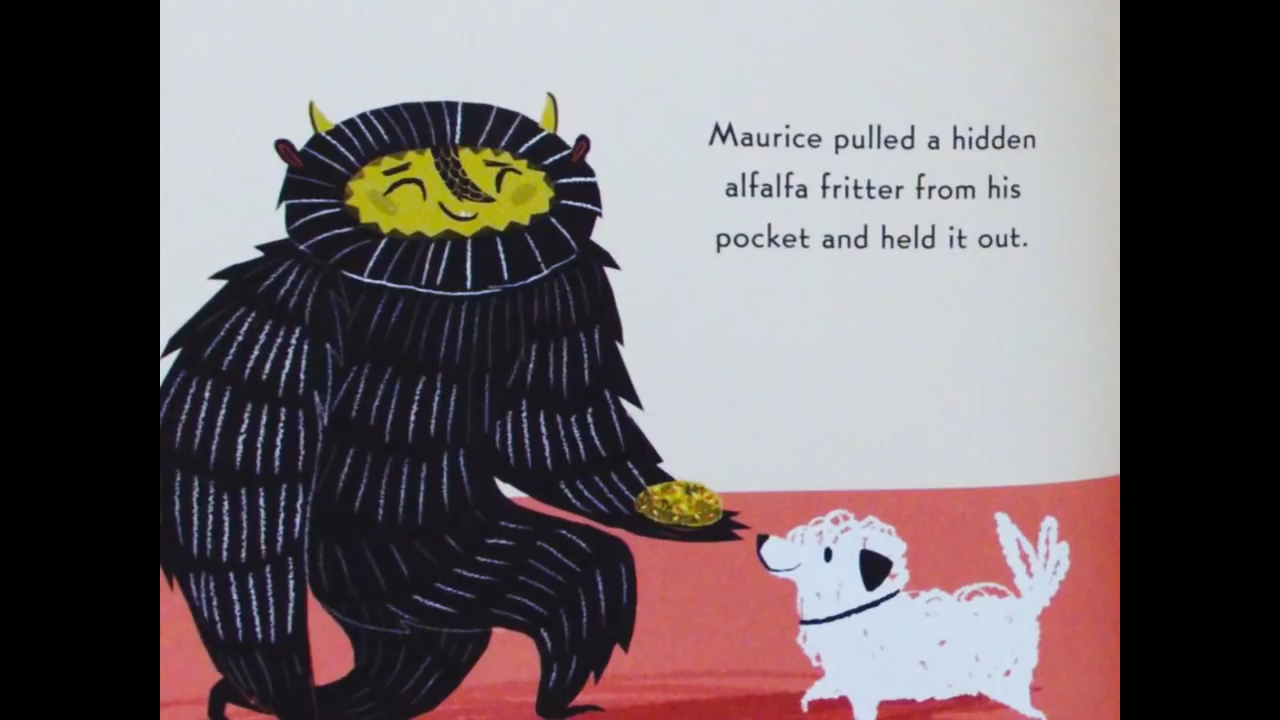 Maurice pulled a hidden
alfalfa fritter from his
pocket and held it out.